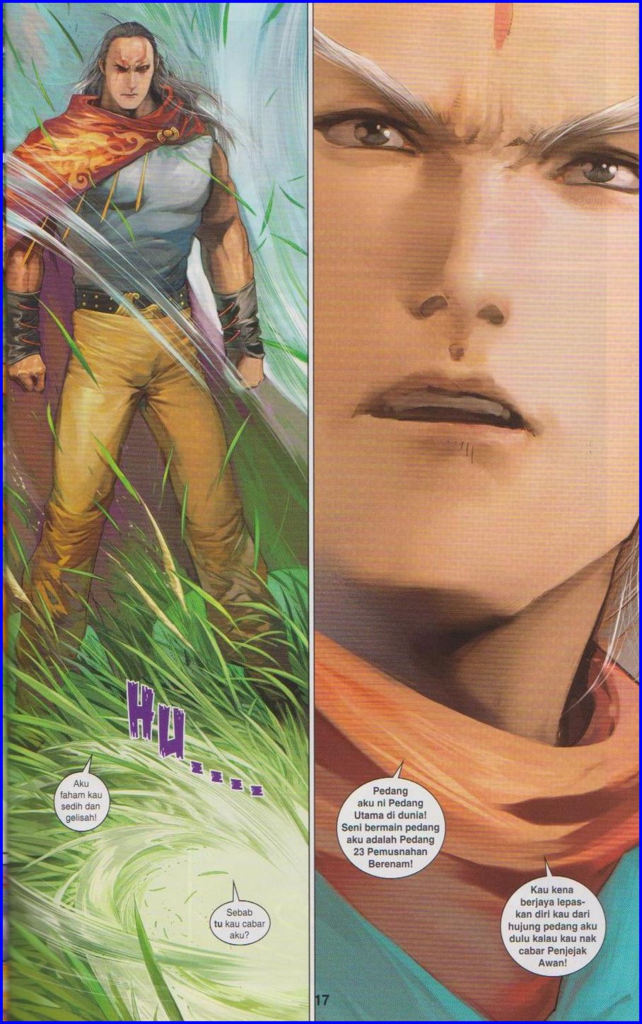 HU....
Aku
faham kau
sedih dan
gelisah!
Sebab
tu kau cabar
aku?
Pedang
aku ni Pedang
Utama di dunia!
Seni bermain pedang
aku adalah Pedang
23 Pemusnahan
Berenam!
Kau kena
berjaya lepas-
kan diri kau dari
hujung pedang aku
dulu kalau kau nak
cabar Penjejak
Awan!
17